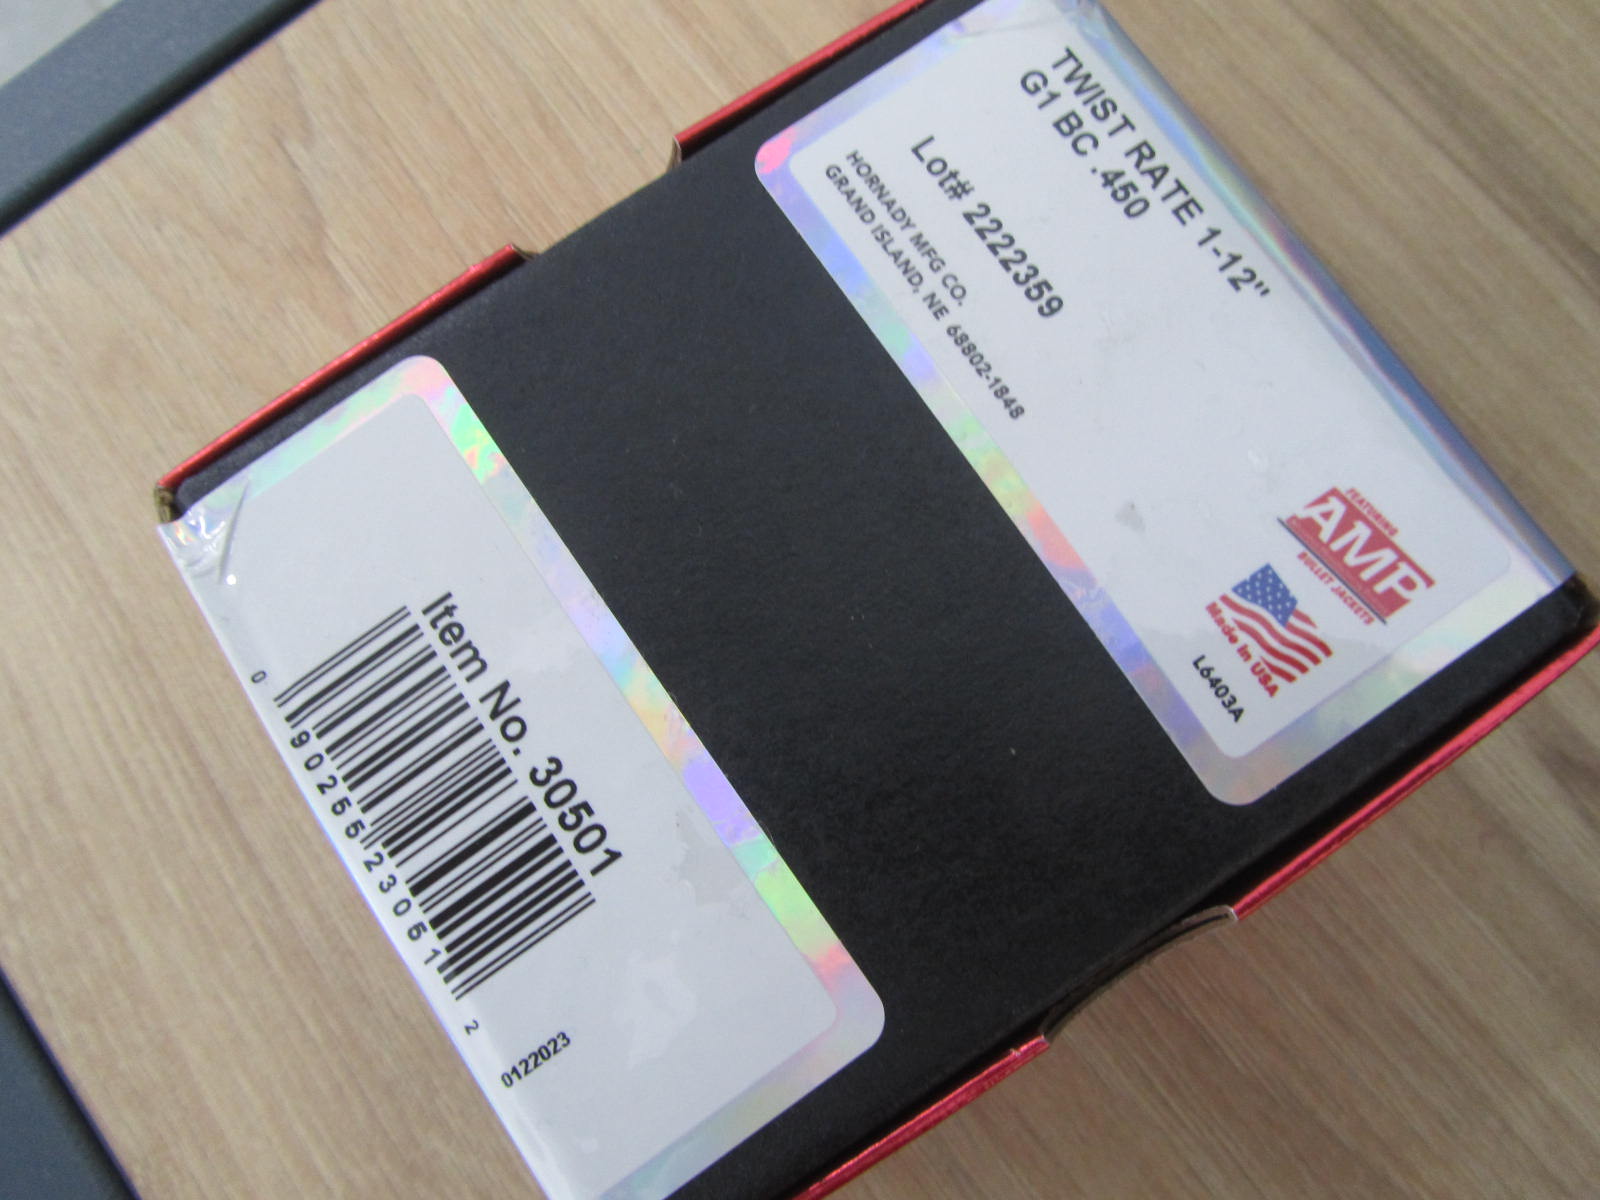 TWIST RATE 1-12"
G1 BC .450
Lot# 2222359
HORNADY MFG CO.
GRAND ISLAND, NE 68802-1848
FEATURING
AMP
BULLET JACKETS
Made in USA
L6403A
Item No. 30501
0 90255 23051 2
0122023